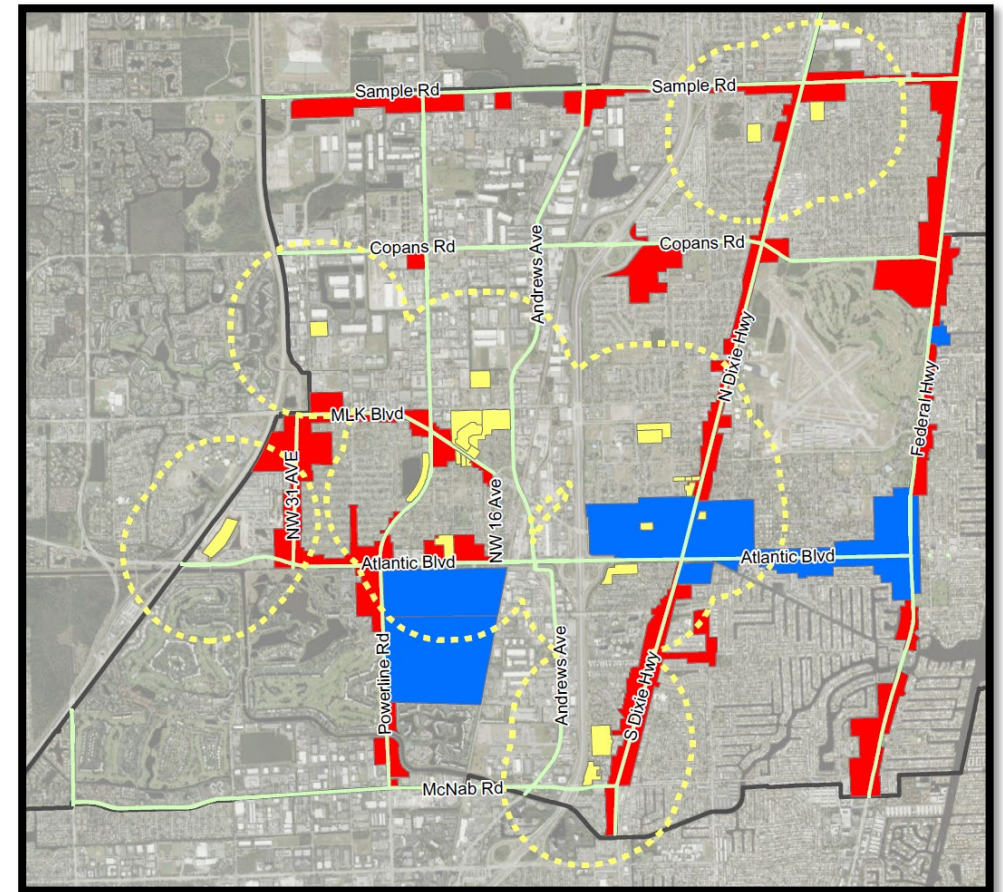 Sample Rd
Sample Rd
Copans Rd
Copans Rd
Andrews Ave
N Dixie Hwy
Federal Hwy
MLK Blvd
NW 31 AVE
NW 16 Ave
Atlantic Blvd
Atlantic Blvd
Powerline Rd
Andrews Ave
S Dixie Hwy
McNab Rd